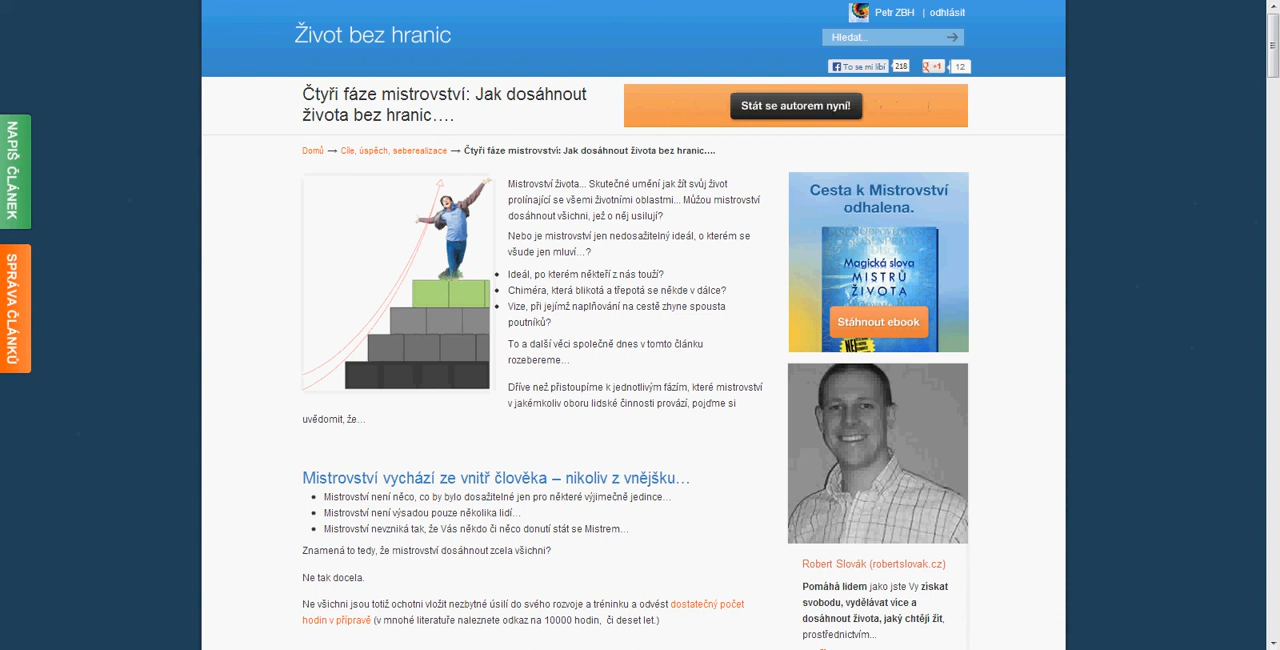 Petr ZBH | odhlásit
Život bez hranic
Hledat...
To se mi líbí 218 +1 12
Čtyři fáze mistrovství: Jak dosáhnout
života bez hranic….
Stát se autorem nyní!
NAPIŠ ČLÁNEK
SPRÁVA ČLÁNKŮ
Domů → Cíle, úspěch, seberealizace → Čtyři fáze mistrovství: Jak dosáhnout života bez hranic….
Mistrovství života... Skutečné umění jak žít svůj život
prolínající se všemi životními oblastmi... Můžou mistrovství
dosáhnout všichni, jež o něj usilují?
Nebo je mistrovství jen nedosažitelný ideál, o kterém se
všude jen mluví…?
Ideál, po kterém někteří z nás touží?
Chiméra, která blikotá a třepotá se někde v dálce?
Vize, při jejímž naplňování na cestě zhyne spousta
poutníků?
To a další věci společně dnes v tomto článku
rozebereme…
Dříve než přistoupíme k jednotlivým fázím, které mistrovství
v jakémkoliv oboru lidské činnosti provází, pojďme si
uvědomit, že…
Mistrovství vychází ze vnitř člověka – nikoliv z vnějšku…
Mistrovství není něco, co by bylo dosažitelné jen pro některé výjimečně jedince…
Mistrovství není výsadou pouze několika lidí…
Mistrovství nevzniká tak, že Vás někdo či něco donutí stát se Mistrem…
Znamená to tedy, že mistrovství dosáhnout zcela všichni?
Ne tak docela.
Ne všichni jsou totiž ochotni vložit nezbytné úsilí do svého rozvoje a tréninku a odvést dostatečný počet
hodin v přípravě (v mnohé literatuře naleznete odkaz na 10000 hodin, či deset let.)
Cesta k Mistrovství
odhalena.
Magická slova
MISTRŮ
ŽIVOTA
Stáhnout ebook
Robert Slovák (robertslovak.cz)
Pomáhá lidem jako jste Vy získat
svobodu, vydělávat více a
dosáhnout života, jaký chtějí žít,
prostřednictvím...